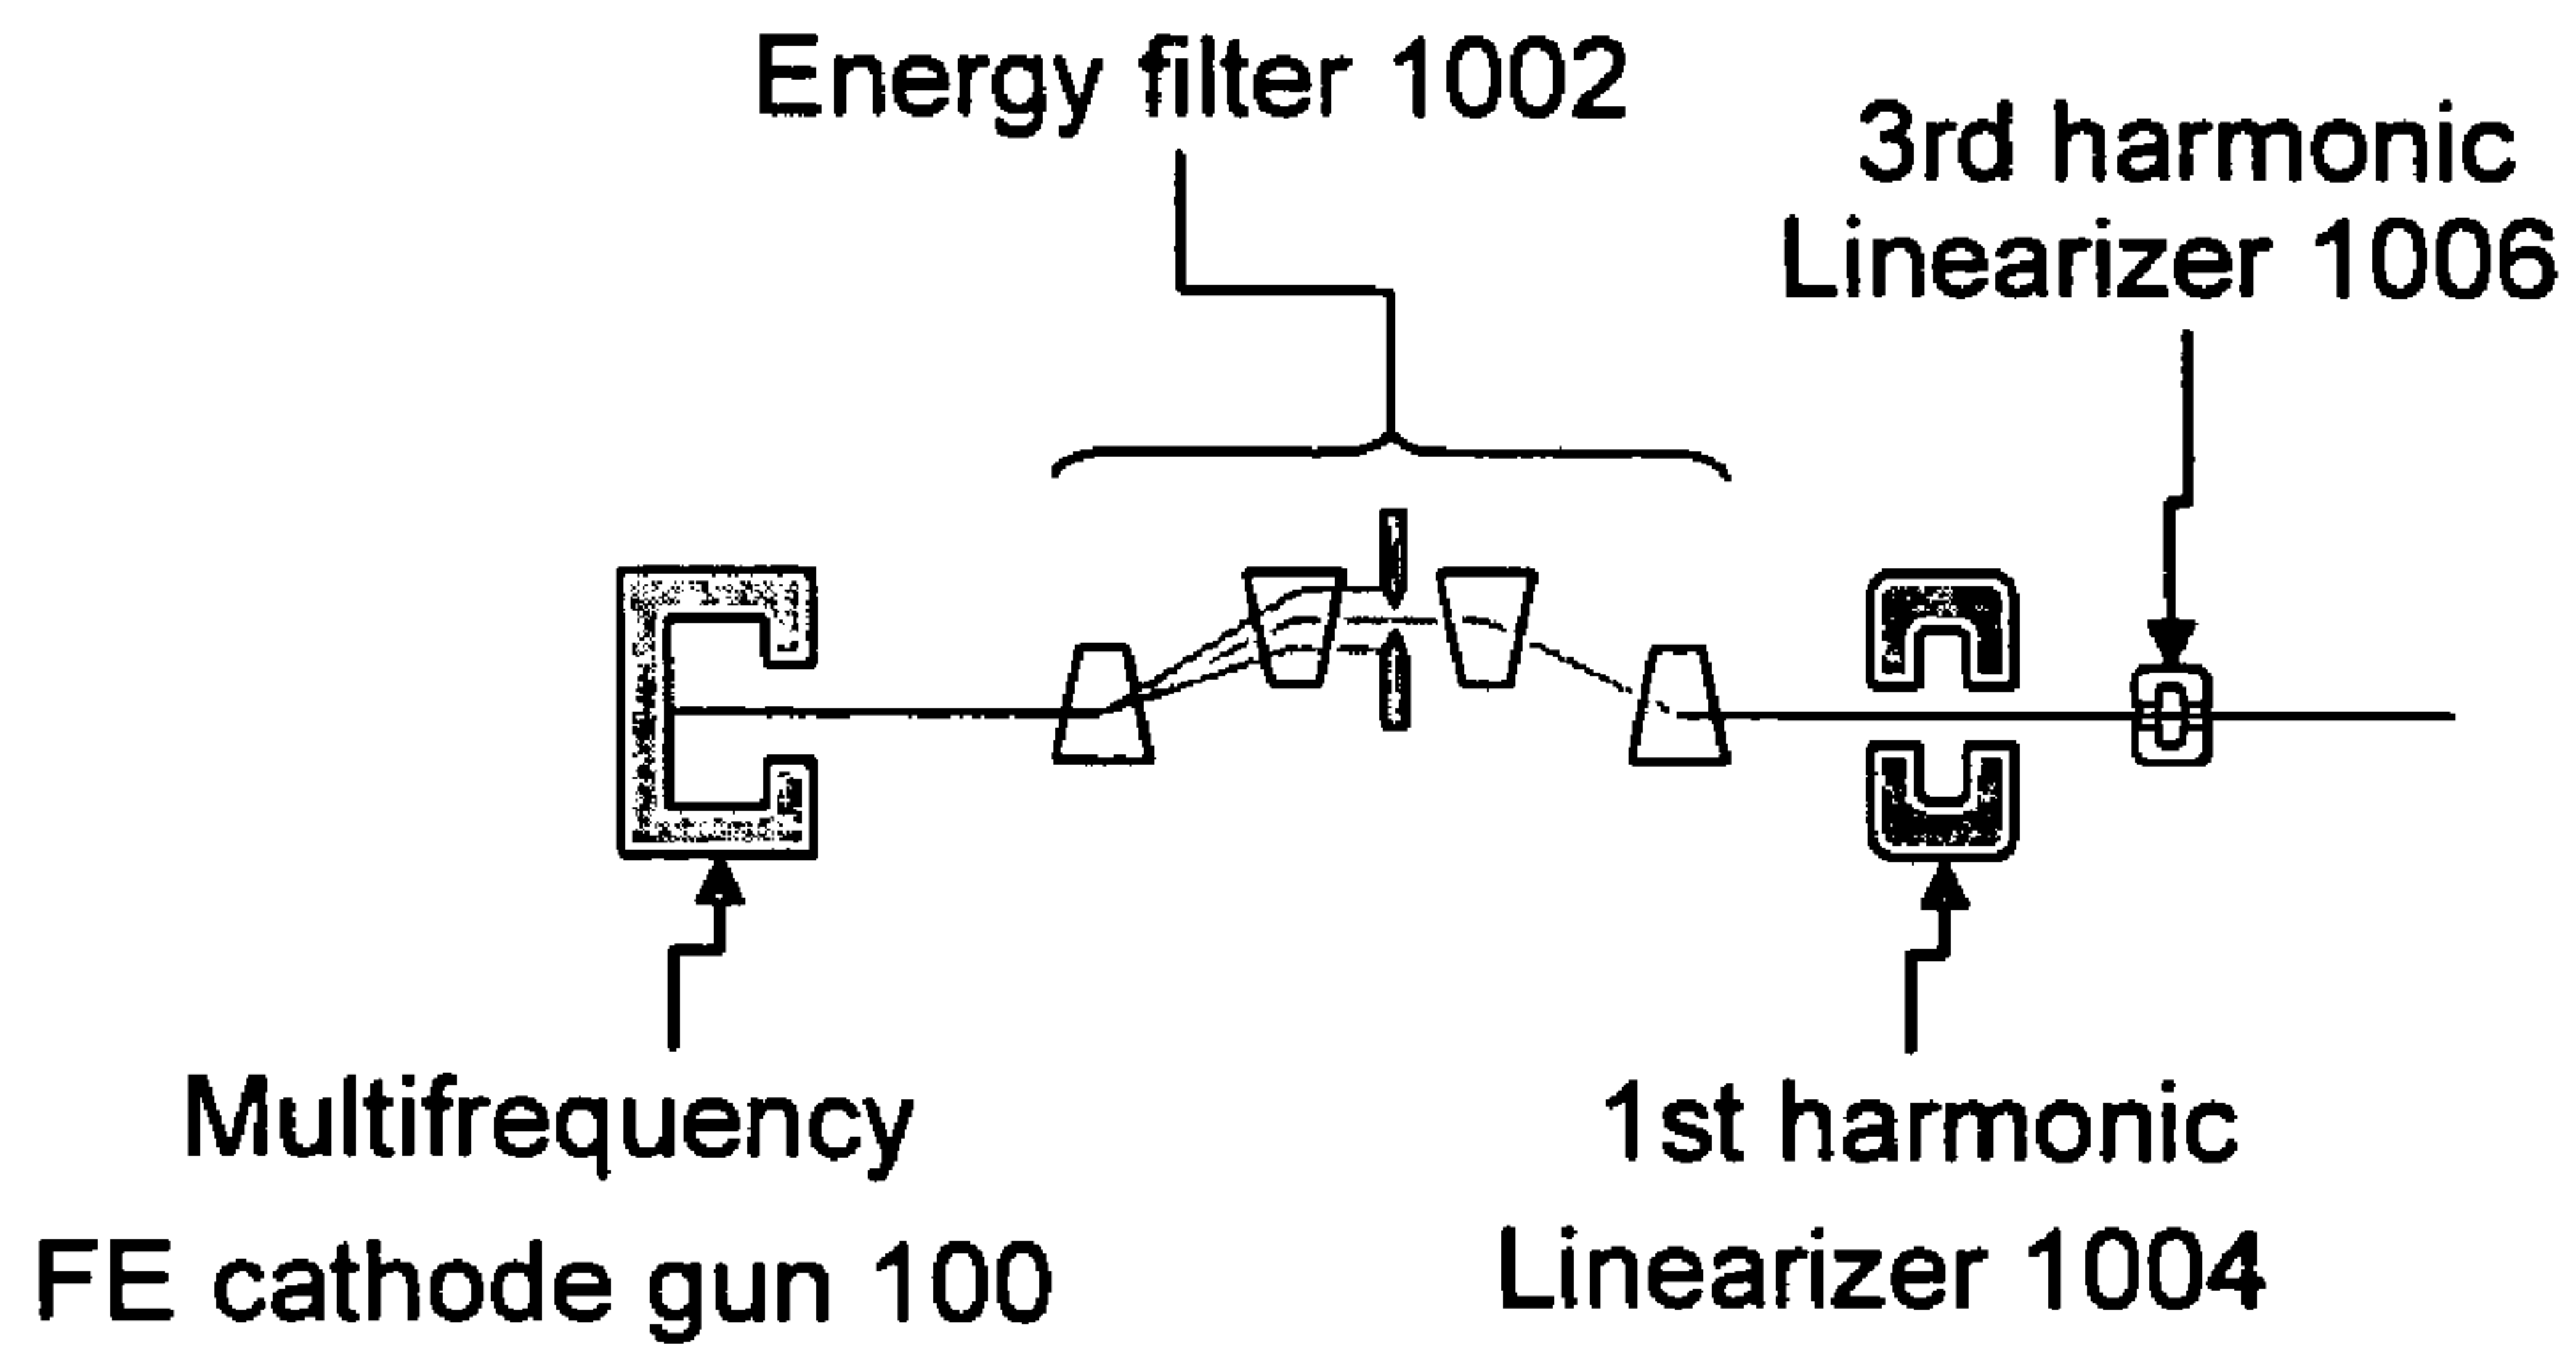 Energy filter 1002
3rd harmonic
Linearizer 1006
Multifrequency
FE cathode gun 100
1st harmonic
Linearizer 1004